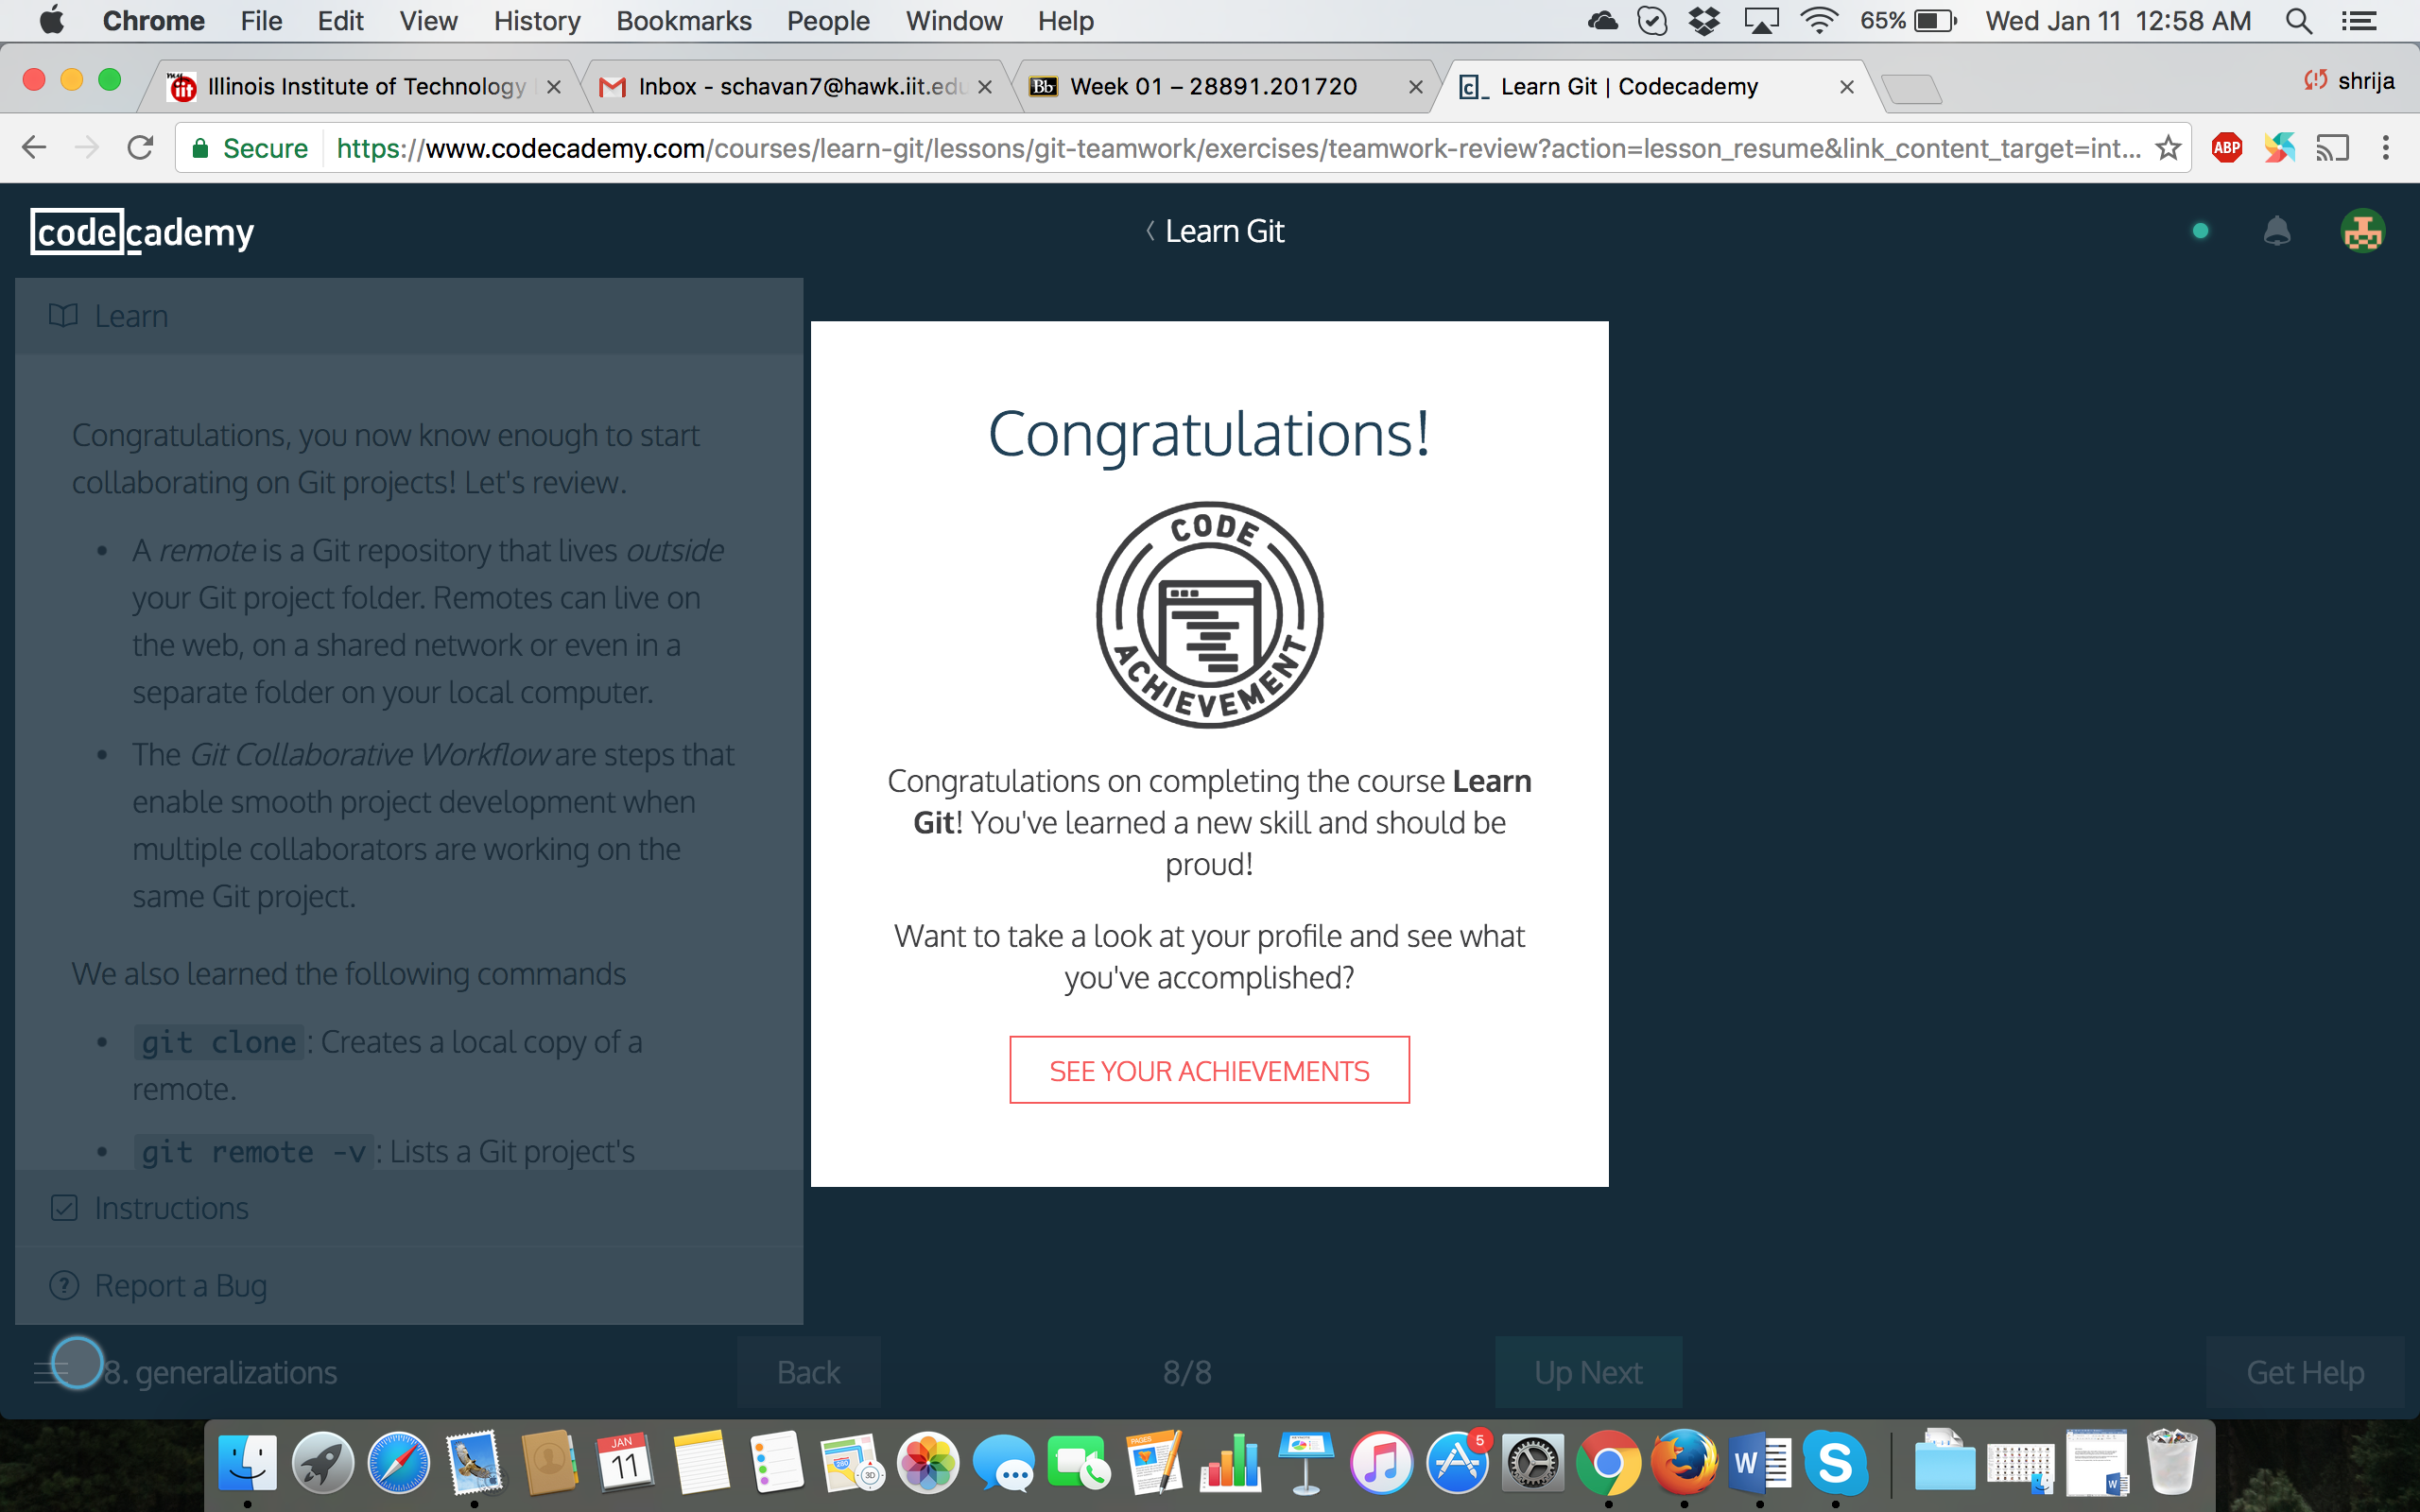 Chrome File Edit View History Bookmarks People Window Help 65% Wed Jan 11 12:58 AM
Illinois Institute of Technology
Inbox - schavan7@hawk.iit.edu
Bb Week 01 – 28891.201720
c_ Learn Git | Codecademy
shrija
Secure https://www.codecademy.com/courses/learn-git/lessons/git-teamwork/exercises/teamwork-review?action=lesson_resume&link_content_target=int...
ABP
codecademy
Learn Git
Learn
Congratulations, you now know enough to start
collaborating on Git projects! Let's review.
• A remote is a Git repository that lives outside
your Git project folder. Remotes can live on
the web, on a shared network or even in a
separate folder on your local computer.
• The Git Collaborative Workflow are steps that
enable smooth project development when
multiple collaborators are working on the
same Git project.
We also learned the following commands
• git clone: Creates a local copy of a
remote.
• git remote -v: Lists a Git project's
Instructions
Report a Bug
Congratulations!
CODE
ACHIEVEMENT
Congratulations on completing the course Learn
Git! You've learned a new skill and should be
proud!
Want to take a look at your profile and see what
you've accomplished?
SEE YOUR ACHIEVEMENTS
8. generalizations
Back
8/8
Up Next
Get Help
JAN
11
280
3D
PAGES
5
W
S
W